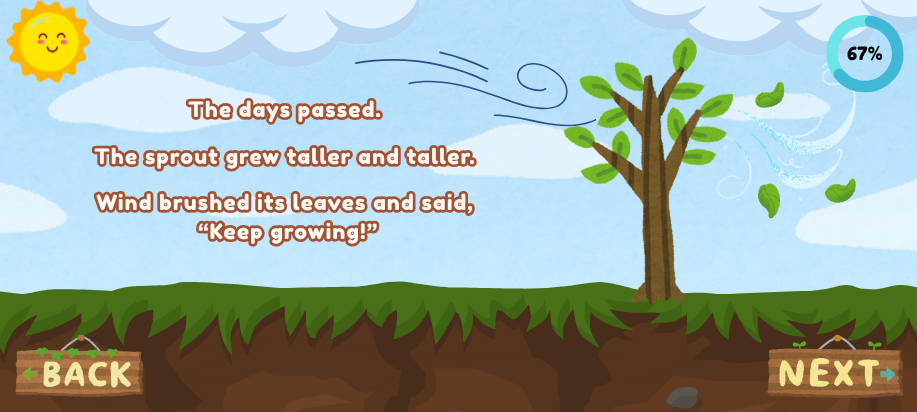 67%
The days passed.
The sprout grew taller and taller.
Wind brushed its leaves and said,
“Keep growing!”
BACK
NEXT